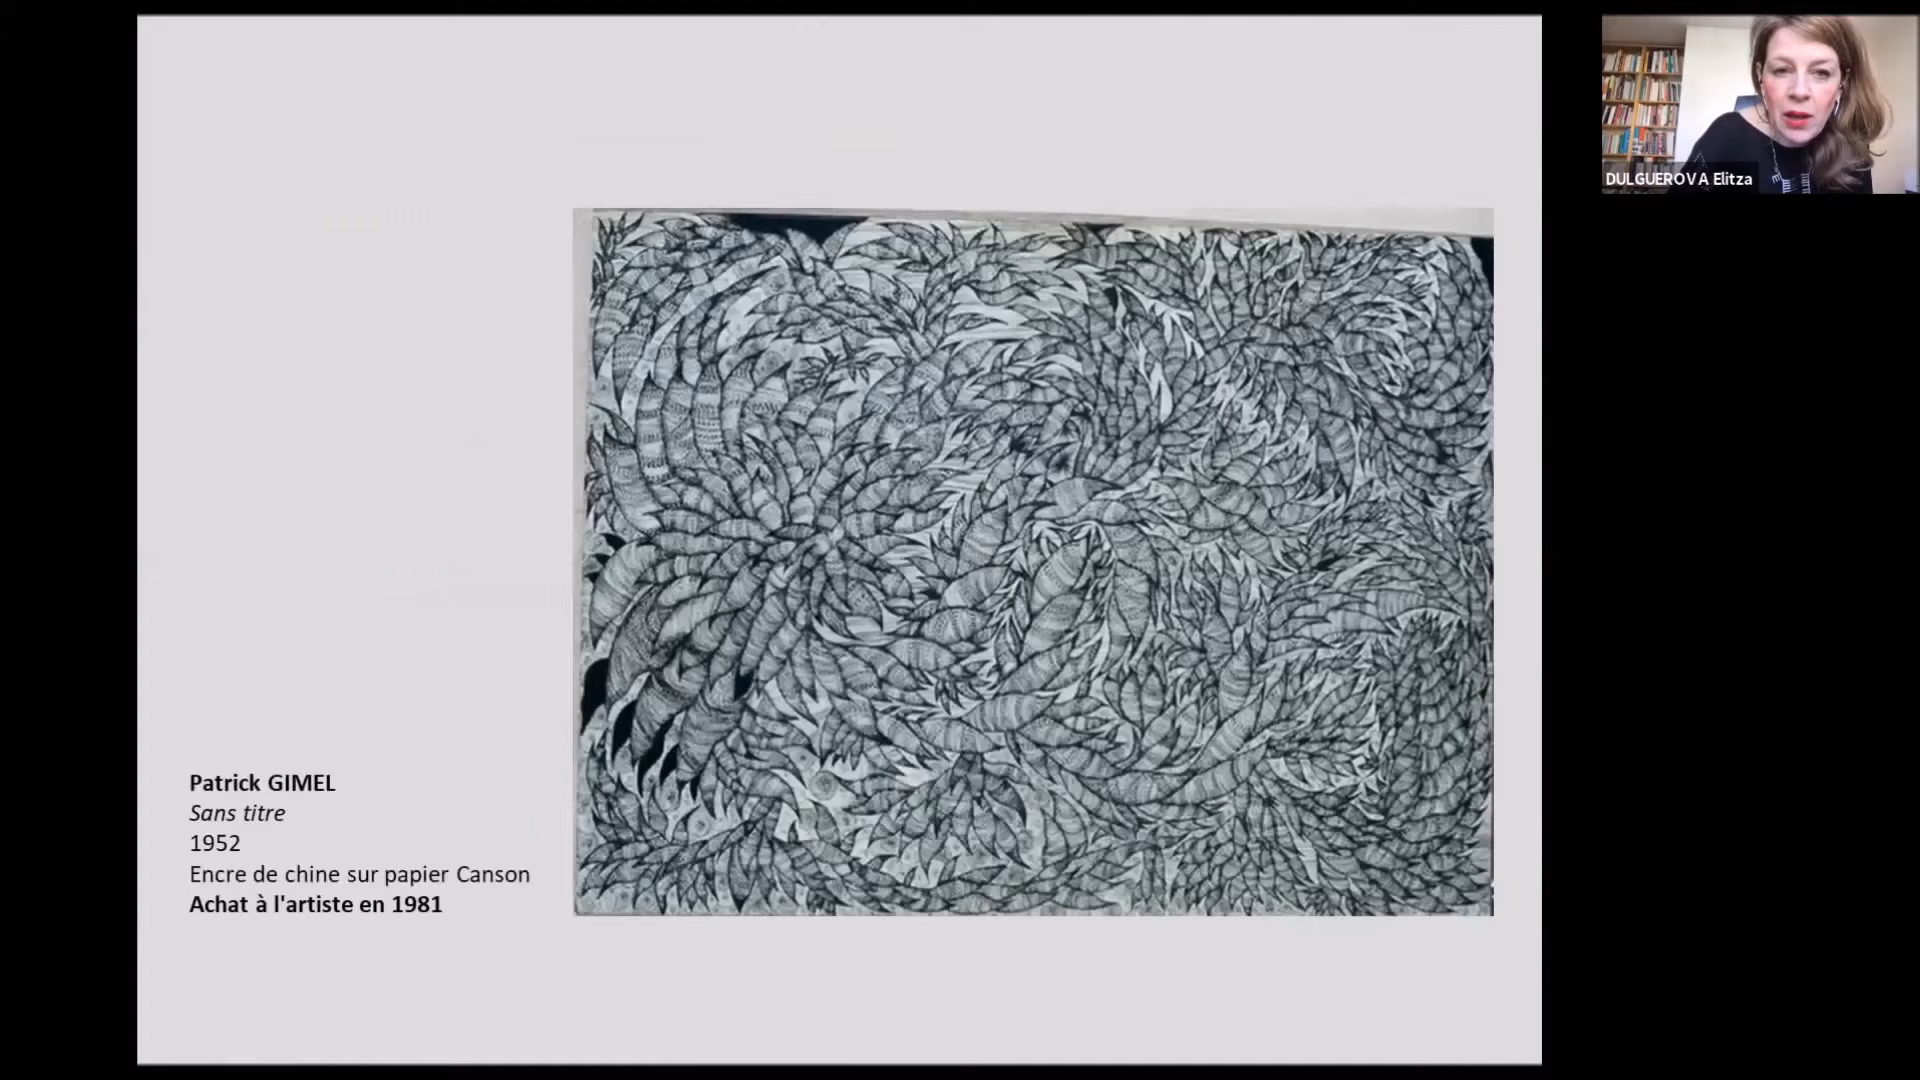 DULGUEROVA Elitza
Patrick GIMEL
Sans titre
1952
Encre de chine sur papier Canson
Achat à l'artiste en 1981